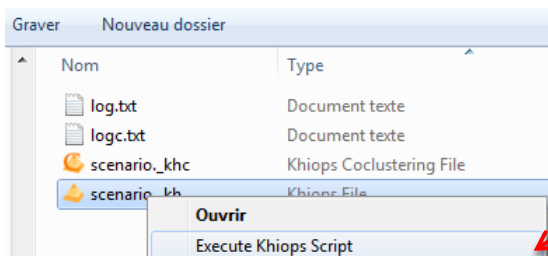 Graver Nouveau dossier
Nom Type
log.txt Document texte
logc.txt Document texte
scenario._khc Khiops Coclustering File
scenario._kh Khiops File
Ouvrir
Execute Khiops Script